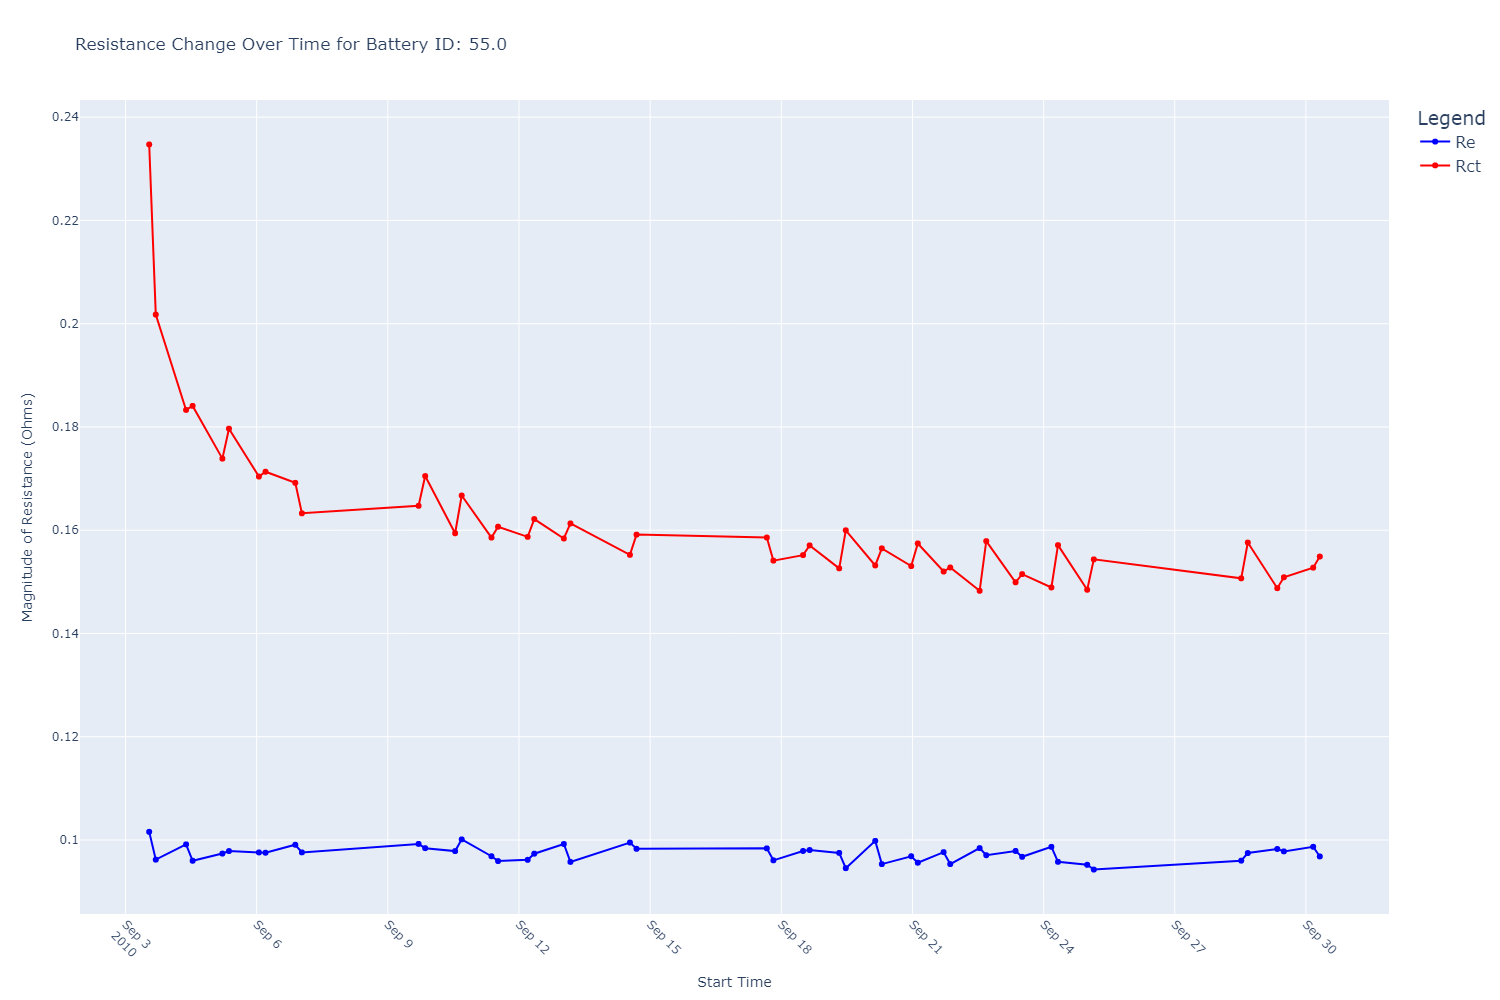 Resistance Change Over Time for Battery ID: 55.0
Legend
Re
Rct
Magnitude of Resistance (Ohms)
0.24
0.22
0.2
0.18
0.16
0.14
0.12
0.1
Sep 3
2010
Sep 6
Sep 9
Sep 12
Sep 15
Sep 18
Sep 21
Sep 24
Sep 27
Sep 30
Start Time